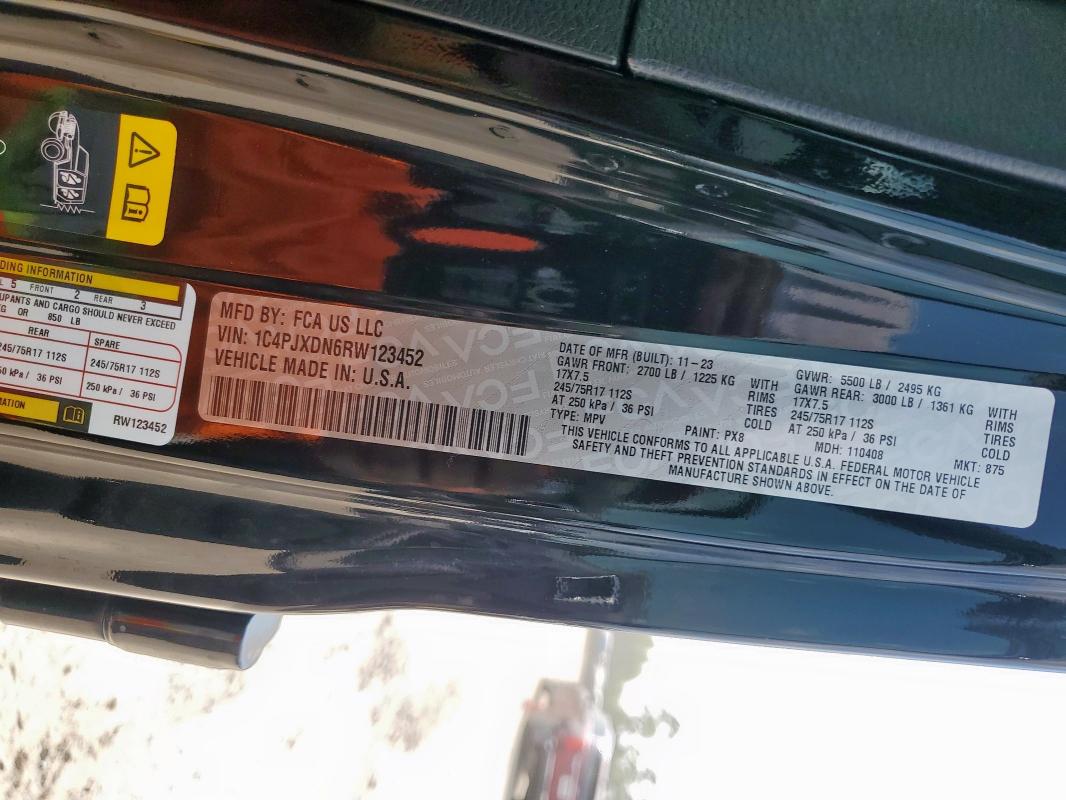 DING INFORMATION
5 FRONT 2 REAR 3
UPANTS AND CARGO SHOULD NEVER EXCEED
KG OR 850 LB
REAR
SPARE
245/75R17 112S
245/75R17 112S
kPa / 36 PSI
250 kPa / 36 PSI
MATION
RW123452
MFD BY: FCA US LLC
VIN: 1C4PJXDN6RW123452
VEHICLE MADE IN: U.S.A.
DATE OF MFR (BUILT): 11-23
GAWR FRONT: 2700 LB / 1225 KG
17X7.5
245/75R17 112S
AT 250 kPa / 36 PSI
TYPE: MPV
WITH
RIMS
TIRES
COLD
PAINT: PX8
GVWR: 5500 LB / 2495 KG
GAWR REAR: 3000 LB / 1361 KG
17X7.5
245/75R17 112S
AT 250 kPa / 36 PSI
MDH: 110408
WITH
RIMS
TIRES
COLD
MKT: 875
THIS VEHICLE CONFORMS TO ALL APPLICABLE U.S.A. FEDERAL MOTOR VEHICLE
SAFETY AND THEFT PREVENTION STANDARDS IN EFFECT ON THE DATE OF
MANUFACTURE SHOWN ABOVE.